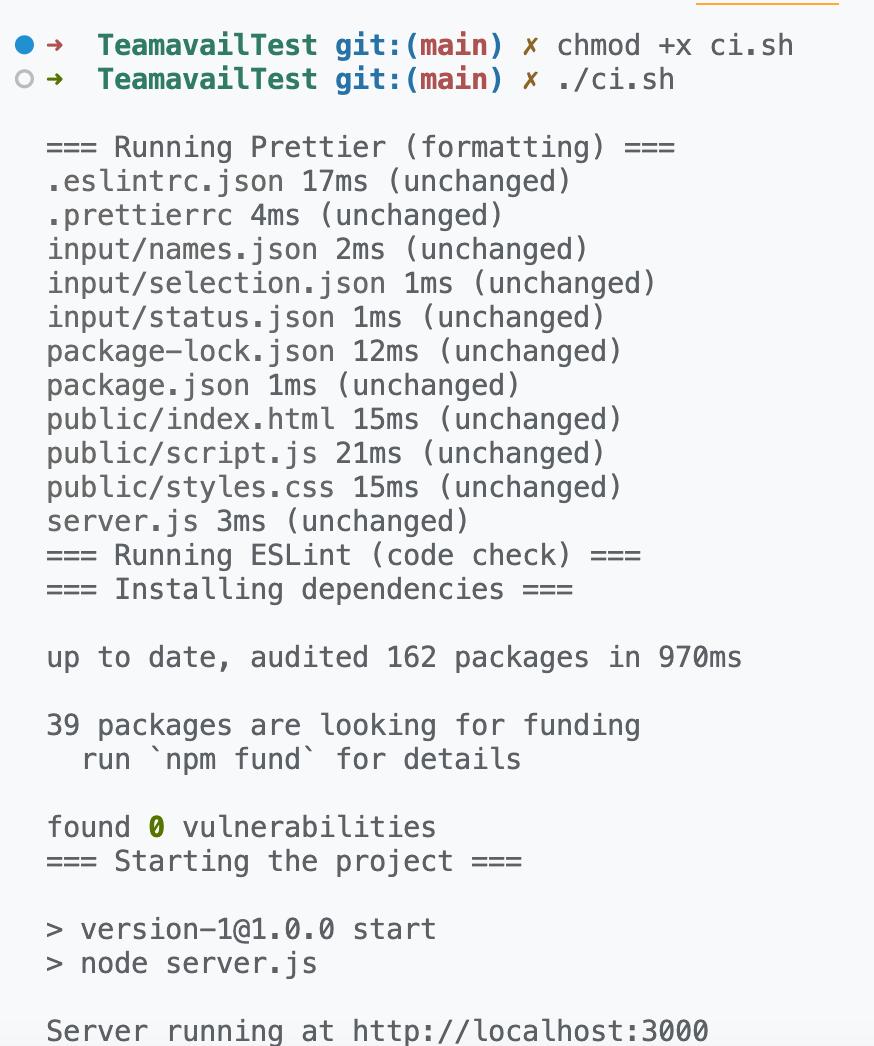 ➜ TeamavailTest git:(main) ✗ chmod +x ci.sh
➜ TeamavailTest git:(main) ✗ ./ci.sh
=== Running Prettier (formatting) ===
.eslintrc.json 17ms (unchanged)
.prettierrc 4ms (unchanged)
input/names.json 2ms (unchanged)
input/selection.json 1ms (unchanged)
input/status.json 1ms (unchanged)
package-lock.json 12ms (unchanged)
package.json 1ms (unchanged)
public/index.html 15ms (unchanged)
public/script.js 21ms (unchanged)
public/styles.css 15ms (unchanged)
server.js 3ms (unchanged)
=== Running ESLint (code check) ===
=== Installing dependencies ===
up to date, audited 162 packages in 970ms
39 packages are looking for funding
  run `npm fund` for details
found 0 vulnerabilities
=== Starting the project ===
> version-1@1.0.0 start
> node server.js
Server running at http://localhost:3000